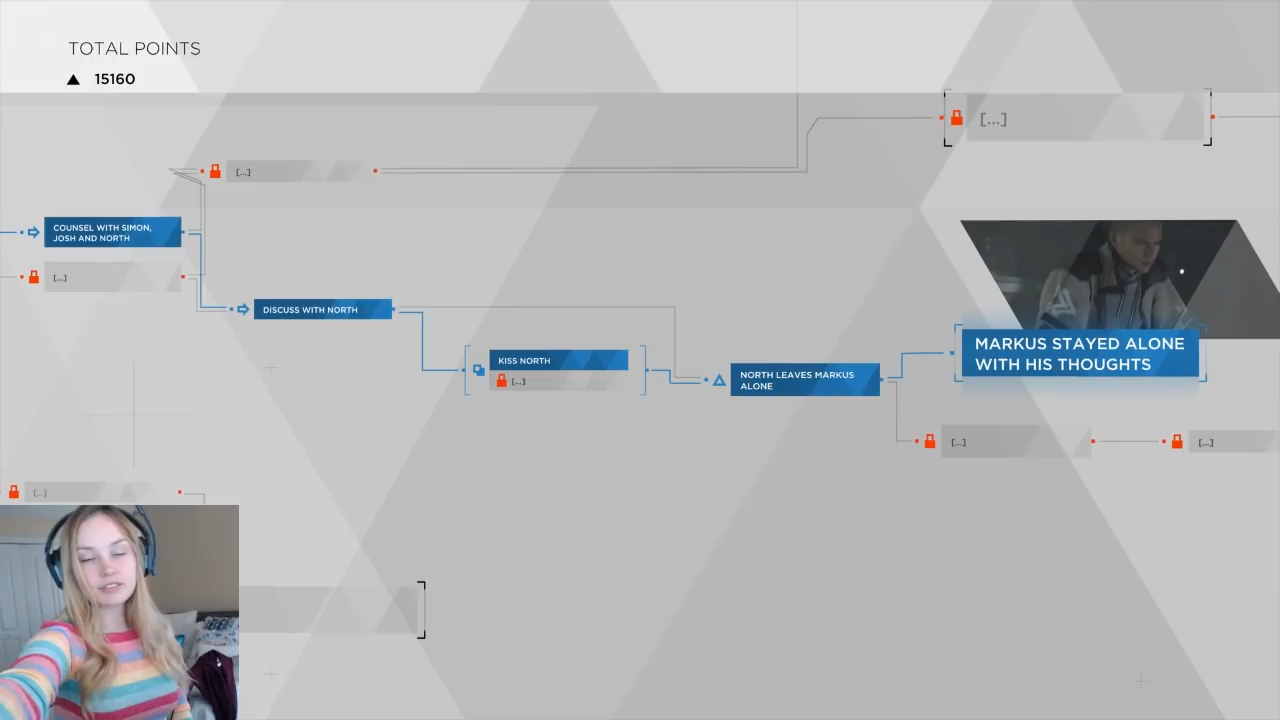 TOTAL POINTS
15160
[...]
[...]
COUNSEL WITH SIMON,
JOSH AND NORTH
[...]
DISCUSS WITH NORTH
KISS NORTH
[...]
NORTH LEAVES MARKUS
ALONE
MARKUS STAYED ALONE
WITH HIS THOUGHTS
[...]
[...]
[...]